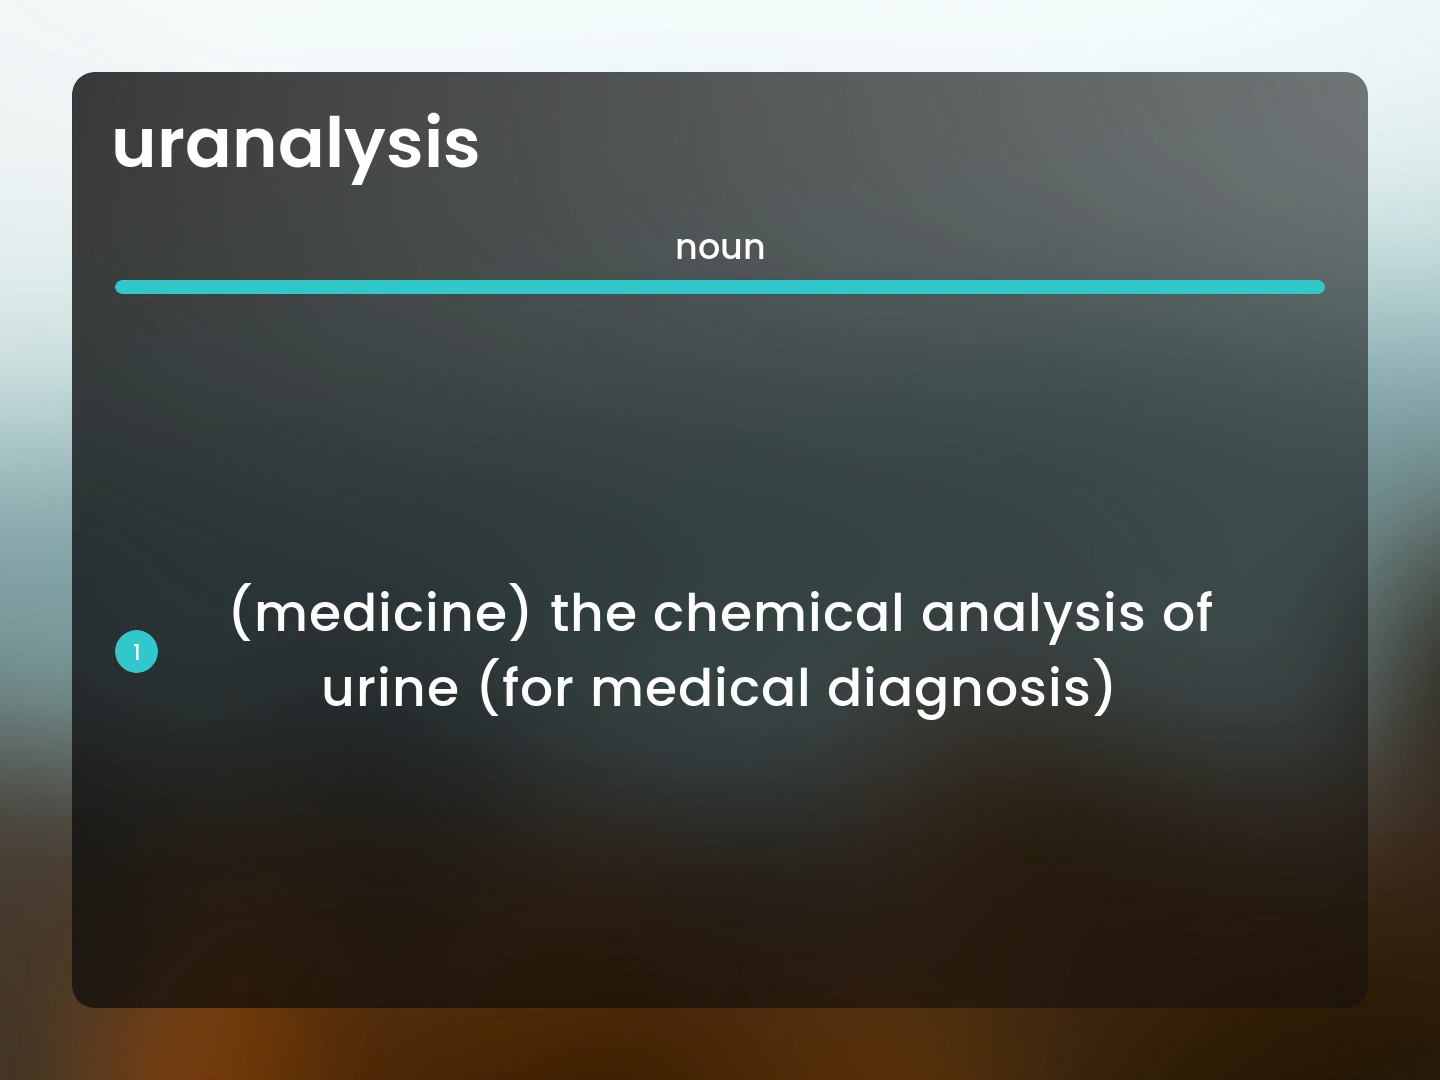 uranalysis
noun
1
(medicine) the chemical analysis of
urine (for medical diagnosis)